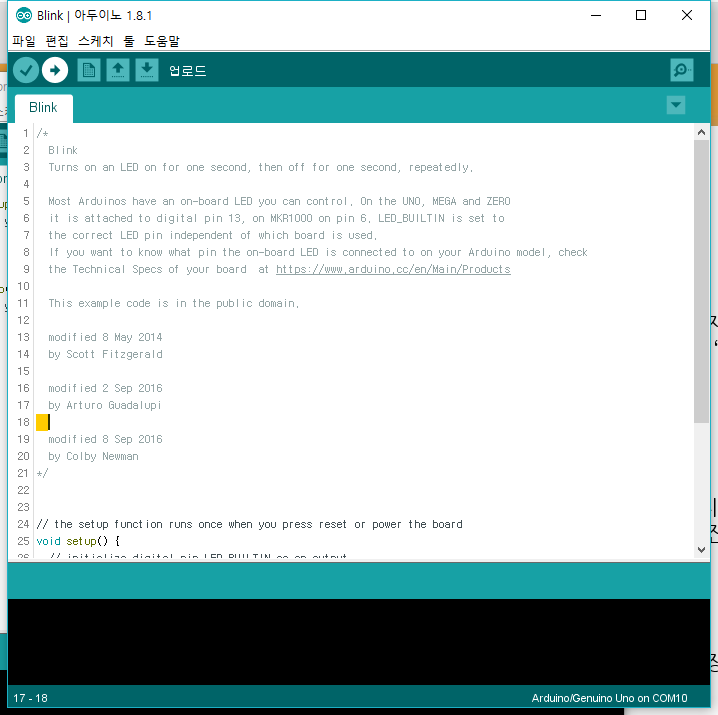 Blink | 아두이노 1.8.1
파일 편집 스케치 툴 도움말
업로드
Blink
1 /*
2 Blink
3 Turns on an LED on for one second, then off for one second, repeatedly.
4
5 Most Arduinos have an on-board LED you can control. On the UNO, MEGA and ZERO
6 it is attached to digital pin 13, on MKR1000 on pin 6. LED_BUILTIN is set to
7 the correct LED pin independent of which board is used.
8 If you want to know what pin the on-board LED is connected to on your Arduino model, check
9 the Technical Specs of your board at https://www.arduino.cc/en/Main/Products
10
11 This example code is in the public domain.
12
13 modified 8 May 2014
14 by Scott Fitzgerald
15
16 modified 2 Sep 2016
17 by Arturo Guadalupi
18
19 modified 8 Sep 2016
20 by Colby Newman
21 */
22
23
24 // the setup function runs once when you press reset or power the board
25 void setup() {
26 // initialize digital pin LED_BUILTIN as an output
17 - 18
Arduino/Genuino Uno on COM10